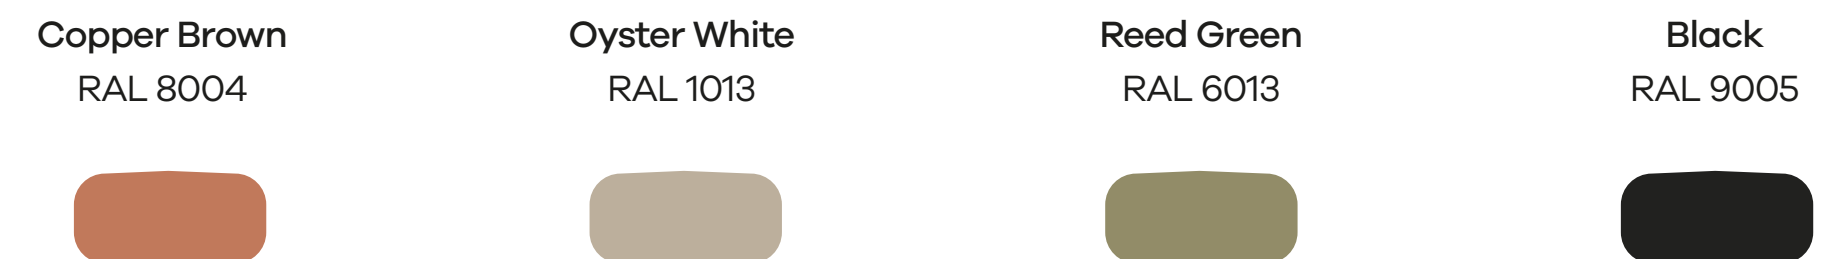 Copper Brown
RAL 8004
Oyster White
RAL 1013
Reed Green
RAL 6013
Black
RAL 9005